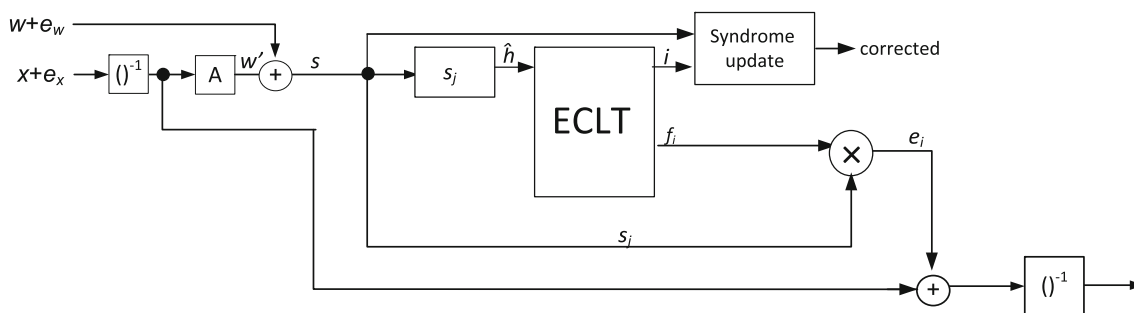 w+e_w
x+e_x
()⁻¹
A
w'
+
s
s_j
ĥ
ECLT
i
Syndrome
update
corrected
f_i
×
e_i
s_j
+
()⁻¹